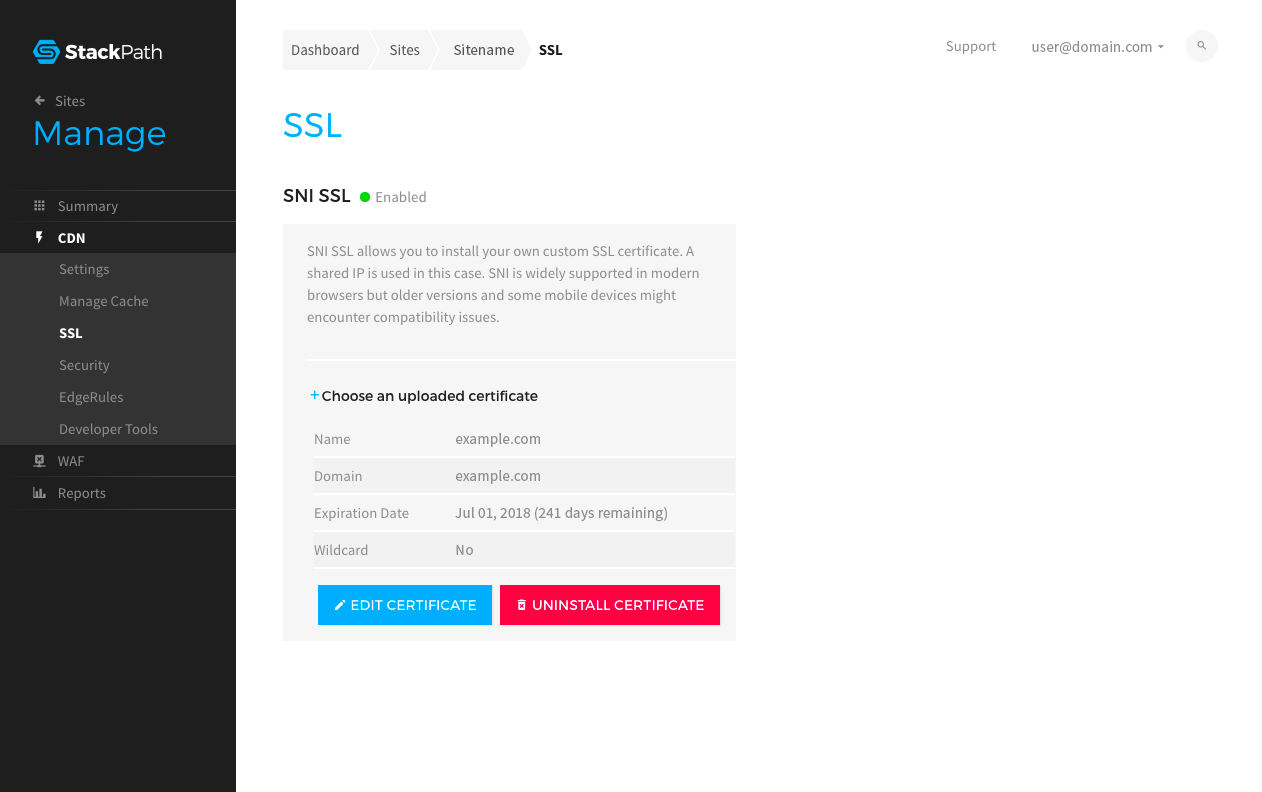 StackPath
Sites
Manage
Summary
CDN
Settings
Manage Cache
SSL
Security
EdgeRules
Developer Tools
WAF
Reports
Dashboard Sites Sitename SSL
Support user@domain.com
SSL
SNI SSL Enabled
SNI SSL allows you to install your own custom SSL certificate. A
shared IP is used in this case. SNI is widely supported in modern
browsers but older versions and some mobile devices might
encounter compatibility issues.
+Choose an uploaded certificate
Name example.com
Domain example.com
Expiration Date Jul 01, 2018 (241 days remaining)
Wildcard No
EDIT CERTIFICATE UNINSTALL CERTIFICATE